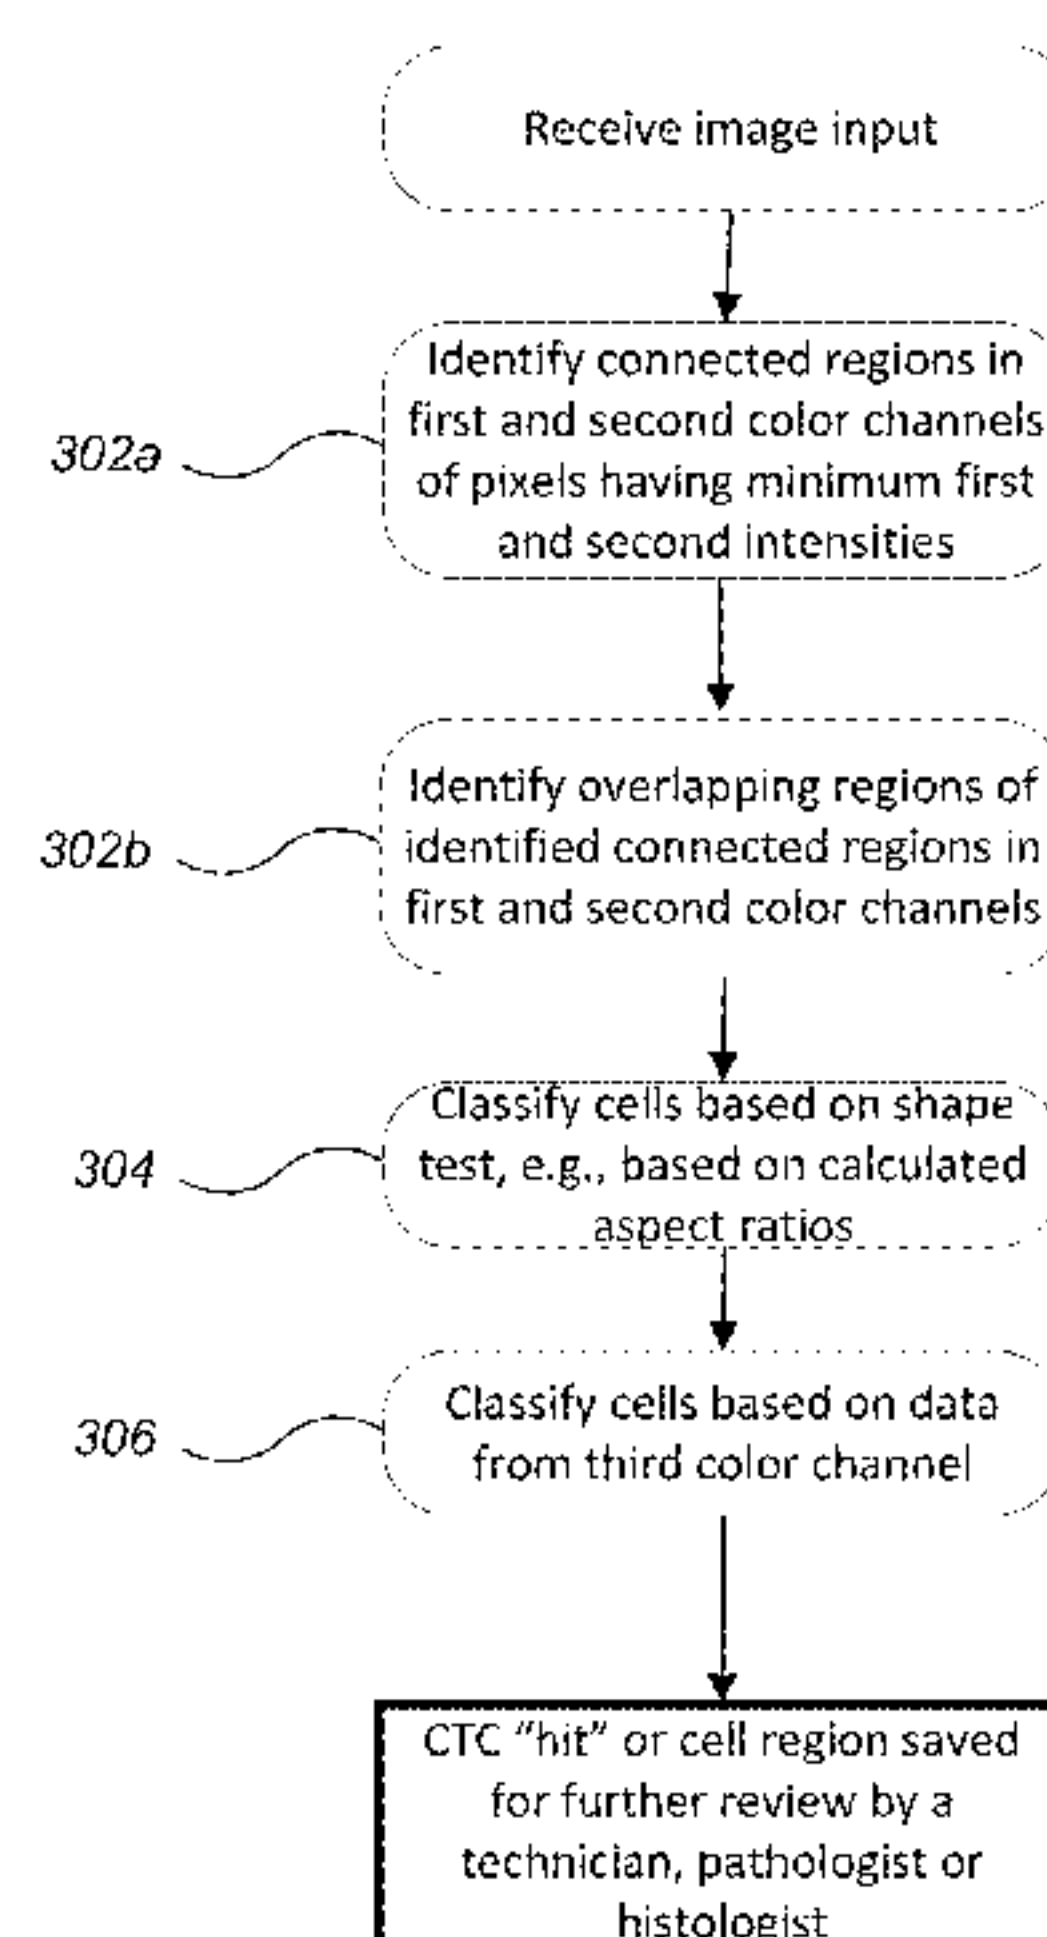 Receive image input
Identify connected regions in
first and second color channels
of pixels having minimum first
and second intensities
302a
Identify overlapping regions of
identified connected regions in
first and second color channels
302b
Classify cells based on shape
test, e.g., based on calculated
aspect ratios
304
Classify cells based on data
from third color channel
306
CTC “hit” or cell region saved
for further review by a
technician, pathologist or
histologist